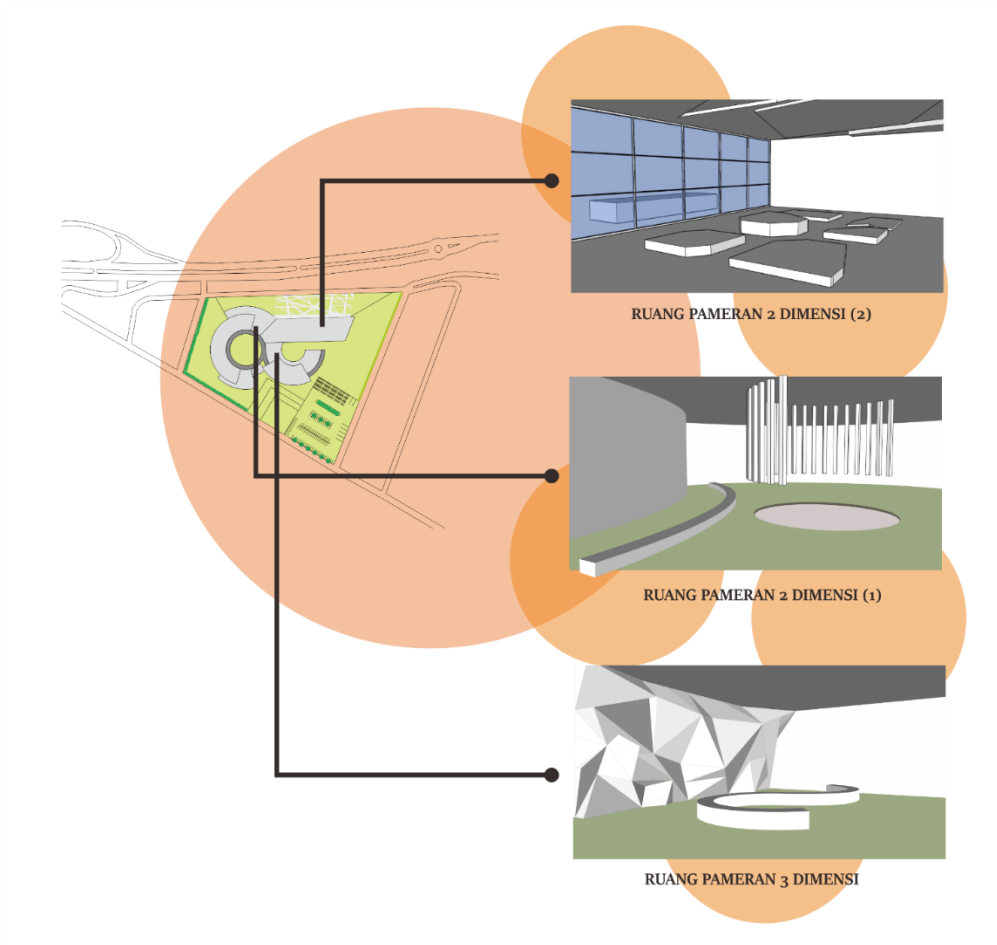 RUANG PAMERAN 2 DIMENSI (2)
RUANG PAMERAN 2 DIMENSI (1)
RUANG PAMERAN 3 DIMENSI